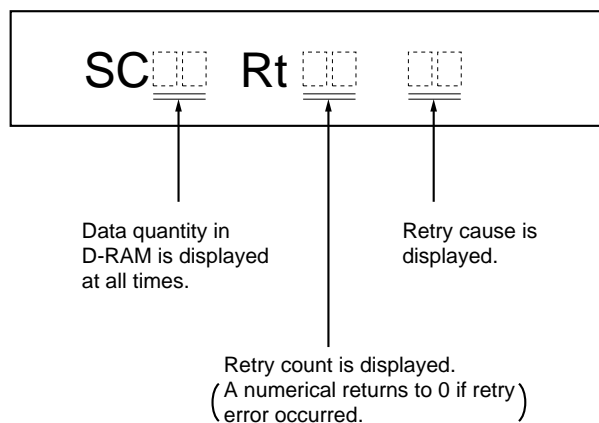 SC Rt
Data quantity in
D-RAM is displayed
at all times.
Retry cause is
displayed.
Retry count is displayed.
(A numerical returns to 0 if retry
error occurred.)